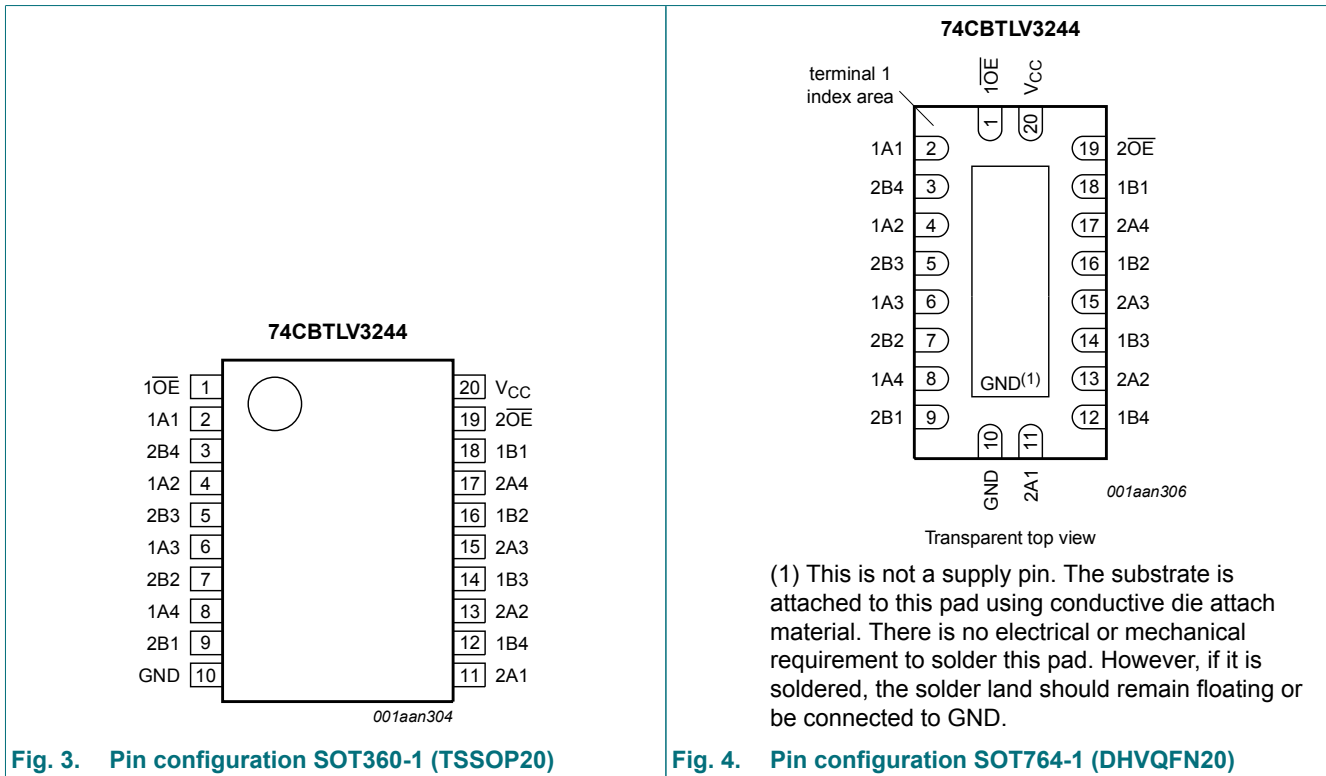 74CBTLV3244
1OE 1
1A1 2
2B4 3
1A2 4
2B3 5
1A3 6
2B2 7
1A4 8
2B1 9
GND 10
20 VCC
19 2OE
18 1B1
17 2A4
16 1B2
15 2A3
14 1B3
13 2A2
12 1B4
11 2A1
001aan304
Fig. 3. Pin configuration SOT360-1 (TSSOP20)
74CBTLV3244
terminal 1
index area
1OE
VCC
1
20
1A1 2
2B4 3
1A2 4
2B3 5
1A3 6
2B2 7
1A4 8
2B1 9
19 2OE
18 1B1
17 2A4
16 1B2
15 2A3
14 1B3
13 2A2
12 1B4
GND(1)
10
11
GND
2A1
001aan306
Transparent top view
(1) This is not a supply pin. The substrate is
attached to this pad using conductive die attach
material. There is no electrical or mechanical
requirement to solder this pad. However, if it is
soldered, the solder land should remain floating or
be connected to GND.
Fig. 4. Pin configuration SOT764-1 (DHVQFN20)